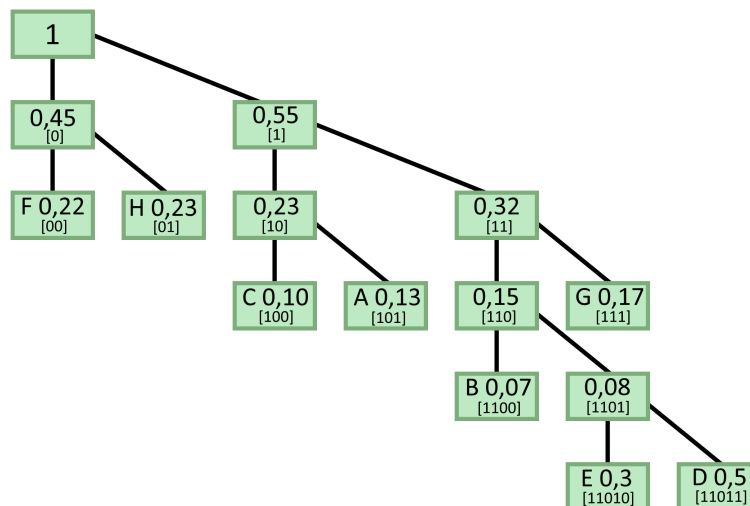 1
0,45
[0]
0,55
[1]
F 0,22
[00]
H 0,23
[01]
0,23
[10]
0,32
[11]
C 0,10
[100]
A 0,13
[101]
0,15
[110]
G 0,17
[111]
B 0,07
[1100]
0,08
[1101]
E 0,3
[11010]
D 0,5
[11011]